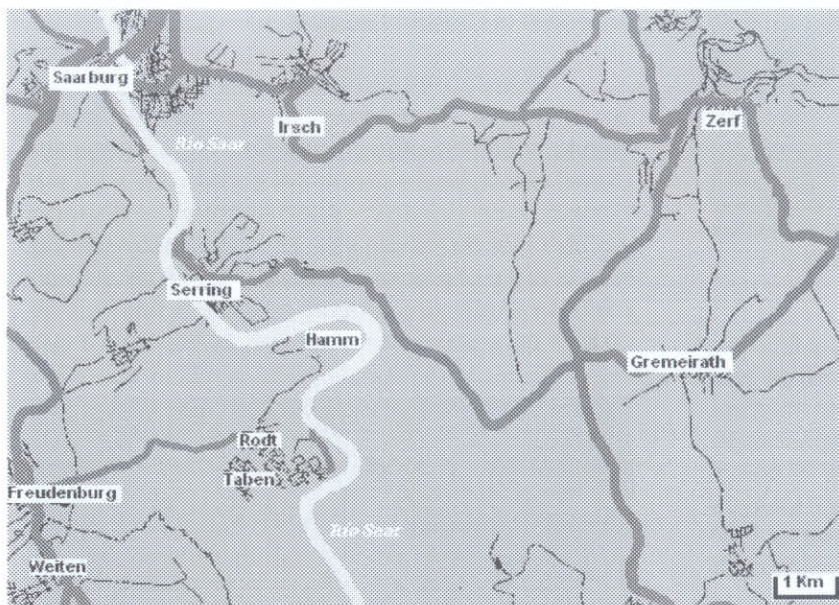 Saarburg
Irsch
Zerf
Rio Saar
Serring
Hamm
Gremeirath
Rodt
Taben
Freudenburg
Rio Saar
Weiten
1 Km